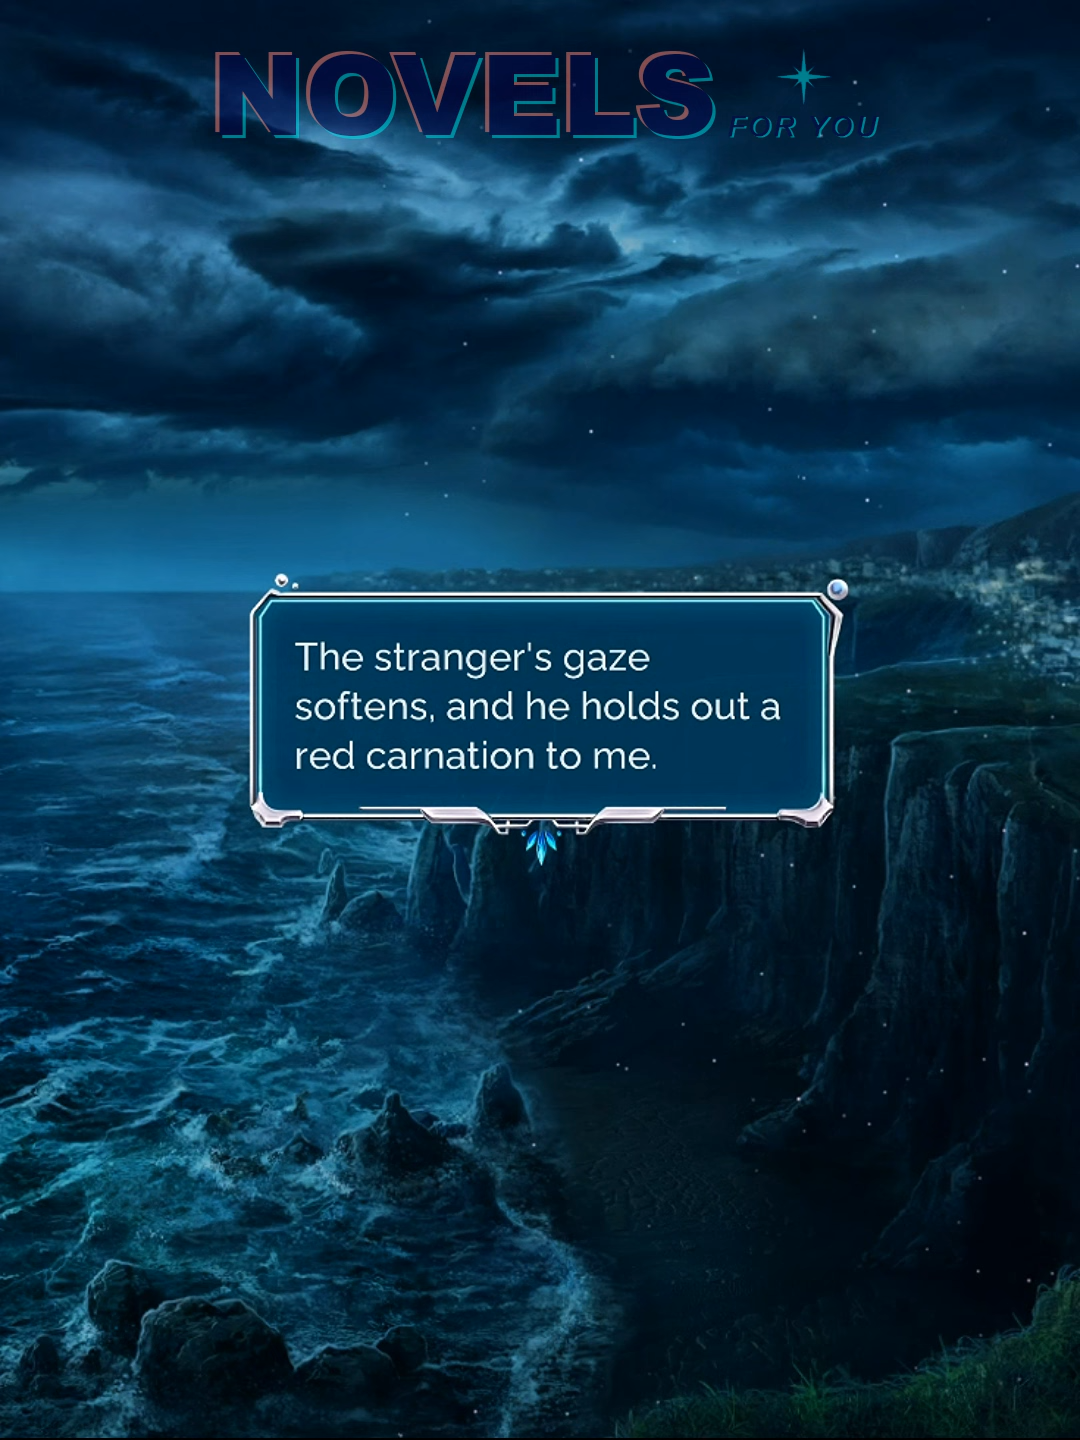 NOVELS
FOR YOU
The stranger's gaze
softens, and he holds out a
red carnation to me.